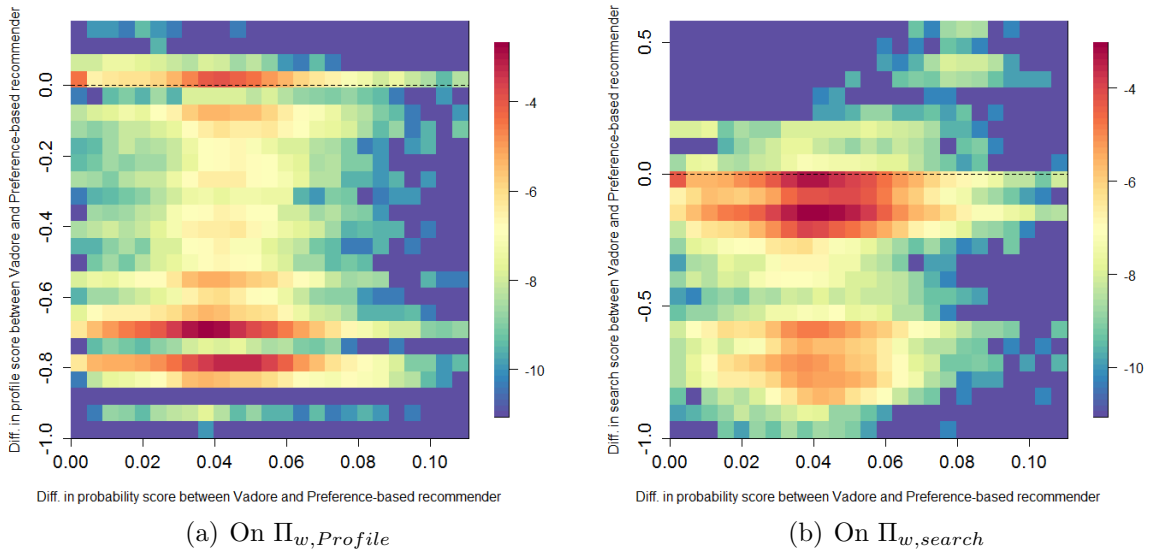 Diff. in profile score between Vadore and Preference-based recommender
0.0
-0.2
-0.4
-0.6
-0.8
-1.0
0.00 0.02 0.04 0.06 0.08 0.10
-4
-6
-8
-10
Diff. in probability score between Vadore and Preference-based recommender
(a) On Π_{w,Profile}
Diff. in search score between Vadore and Preference-based recommender
0.5
0.0
-0.5
-1.0
0.00 0.02 0.04 0.06 0.08 0.10
-4
-6
-8
-10
Diff. in probability score between Vadore and Preference-based recommender
(b) On Π_{w,search}